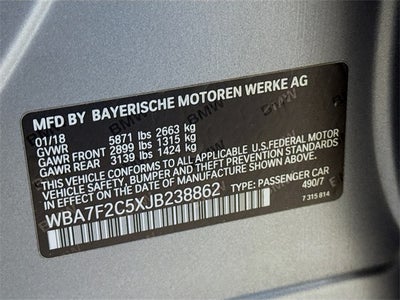 MFD BY BAYERISCHE MOTOREN WERKE AG
01/18 5871 lbs 2663 kg
GVWR
GAWR FRONT 2899 lbs 1315 kg
GAWR REAR 3139 lbs 1424 kg
THIS VEHICLE CONFORMS TO ALL APPLICABLE U.S. FEDERAL MOTOR
VEHICLE SAFETY, BUMPER, AND THEFT PREVENTION
STANDARDS IN EFFECT ON THE DATE OF MANUFACTURE SHOWN ABOVE.
WBA7F2C5XJB238862 TYPE: PASSENGER CAR
490/7
7 315 814